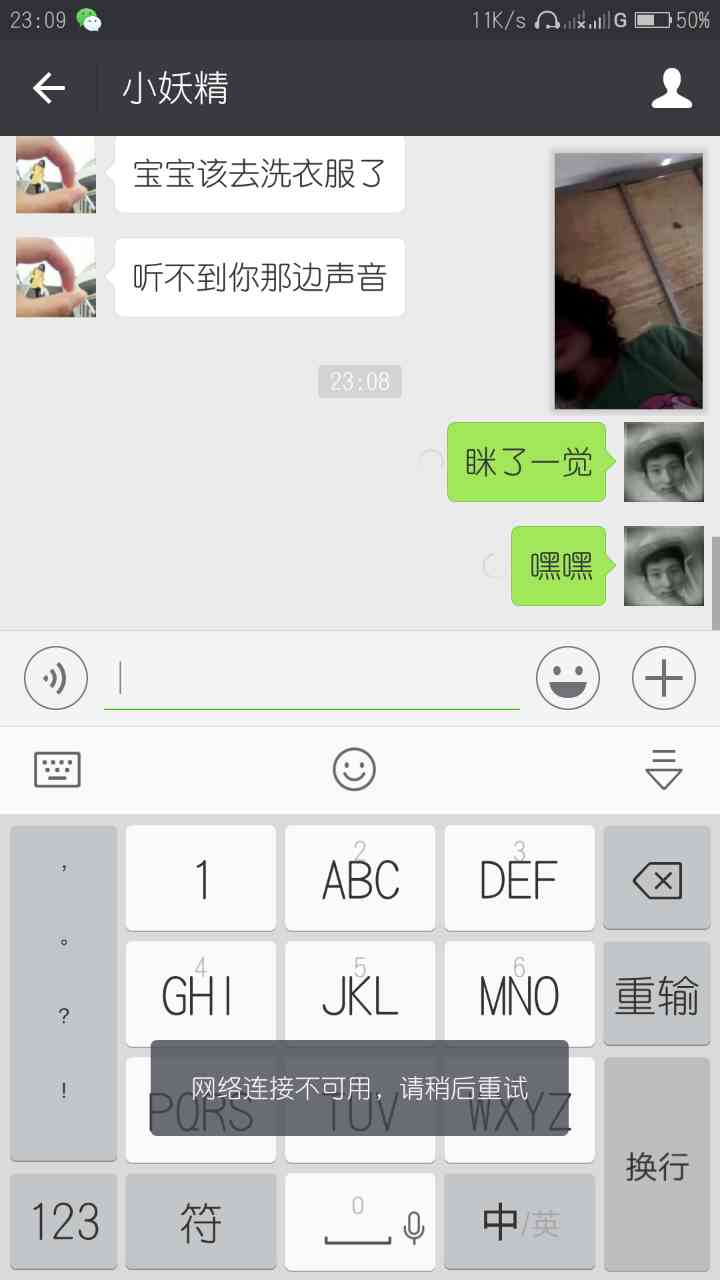 23:09
11K/s G 50%
小妖精
宝宝该去洗衣服了
听不到你那边声音
23:08
眯了一觉
嘿嘿
，
。
?
!
1
2
ABC
3
DEF
4
GHI
5
JKL
6
MNO
重输
PQRS
TUV
WXYZ
网络连接不可用，请稍后重试
换行
123
符
0
中/英